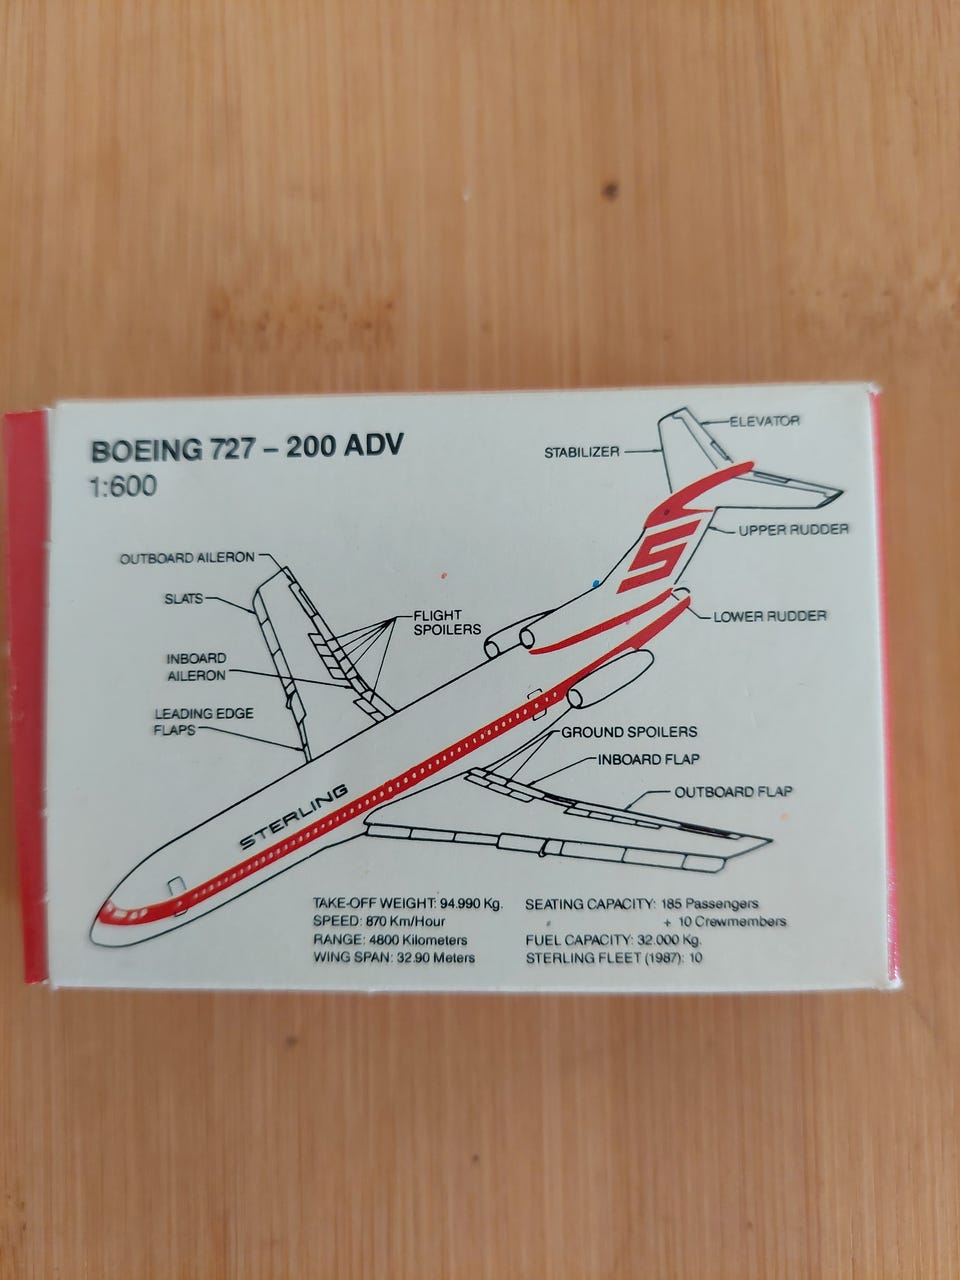 BOEING 727 – 200 ADV
1:600
ELEVATOR
STABILIZER
UPPER RUDDER
LOWER RUDDER
OUTBOARD AILERON
SLATS
FLIGHT
SPOILERS
INBOARD
AILERON
LEADING EDGE
FLAPS
GROUND SPOILERS
INBOARD FLAP
OUTBOARD FLAP
S
STERLING
TAKE-OFF WEIGHT: 94.990 Kg.
SPEED: 870 Km/Hour
RANGE: 4800 Kilometers
WING SPAN: 32.90 Meters
SEATING CAPACITY: 185 Passengers
+ 10 Crewmembers
FUEL CAPACITY: 32.000 Kg.
STERLING FLEET (1987): 10